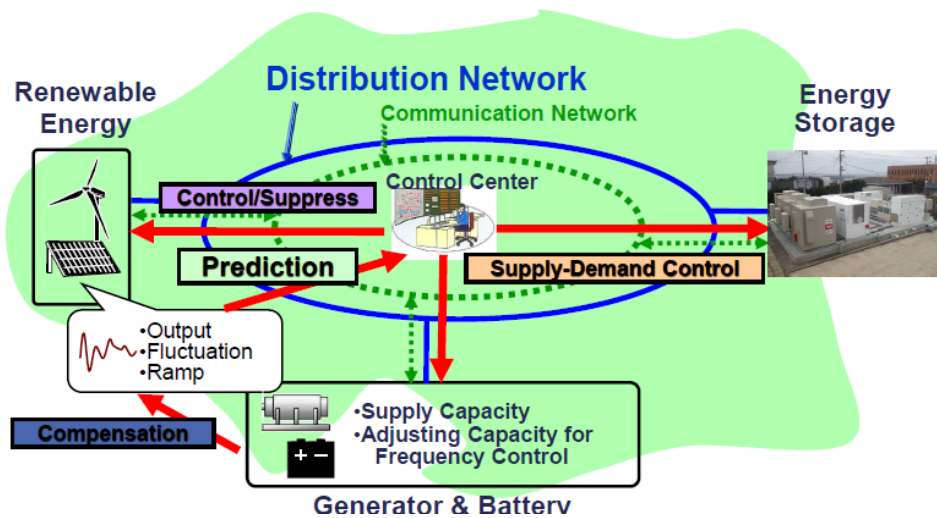 Distribution Network
Renewable
Energy
Communication Network
Energy
Storage
Control Center
Control/Suppress
Prediction
Supply-Demand Control
•Output
•Fluctuation
•Ramp
Compensation
•Supply Capacity
•Adjusting Capacity for
Frequency Control
Generator & Battery